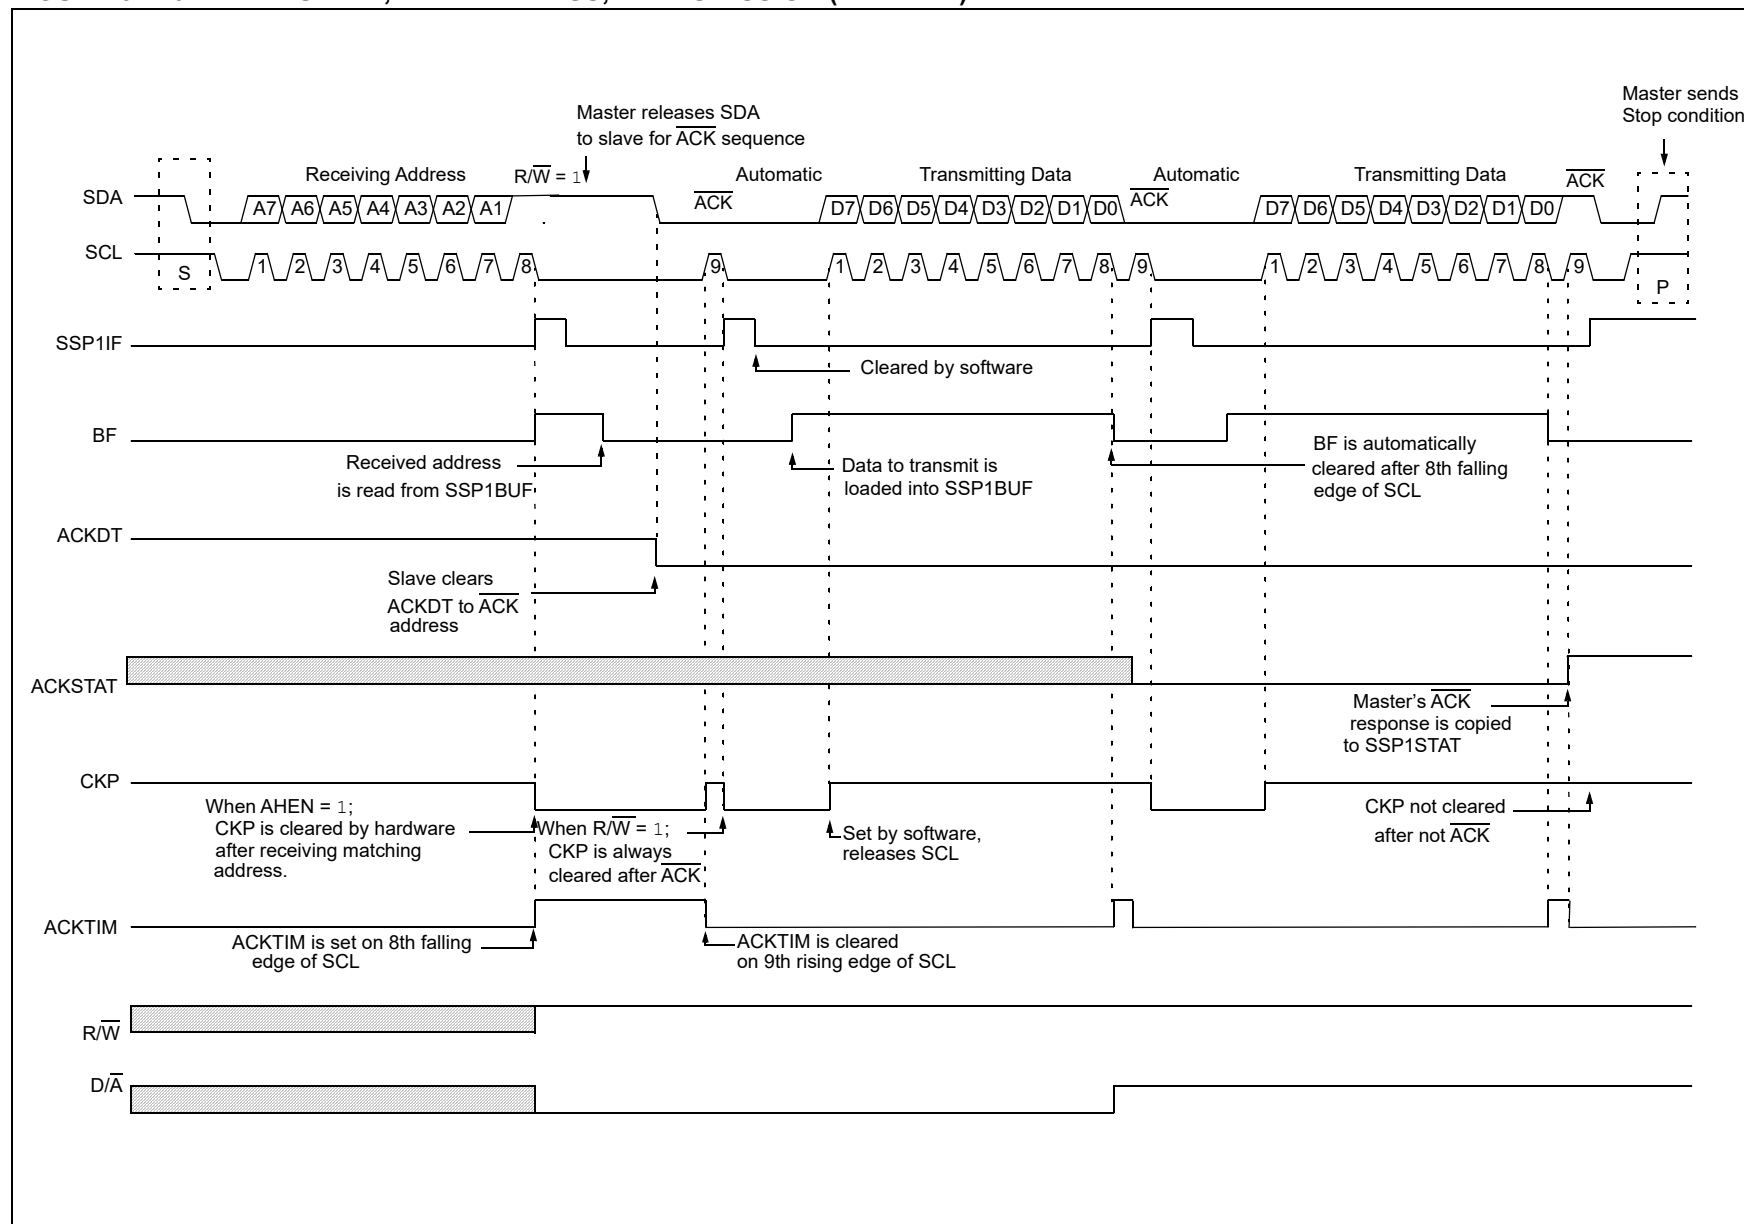 Master sends
Stop condition
Master releases SDA
to slave for ACK sequence
Receiving Address
R/W = 1
Automatic
Transmitting Data
Automatic
Transmitting Data
ACK
SDA
A7 A6 A5 A4 A3 A2 A1
ACK
D7 D6 D5 D4 D3 D2 D1 D0
ACK
D7 D6 D5 D4 D3 D2 D1 D0
SCL
S
1 2 3 4 5 6 7 8 9 1 2 3 4 5 6 7 8 9 1 2 3 4 5 6 7 8 9
P
SSP1IF
Cleared by software
BF
Received address
is read from SSP1BUF
Data to transmit is
loaded into SSP1BUF
BF is automatically
cleared after 8th falling
edge of SCL
ACKDT
Slave clears
ACKDT to ACK
address
ACKSTAT
Master's ACK
response is copied
to SSP1STAT
CKP
When AHEN = 1;
CKP is cleared by hardware
after receiving matching
address.
When R/W = 1;
CKP is always
cleared after ACK
Set by software,
releases SCL
CKP not cleared
after not ACK
ACKTIM
ACKTIM is set on 8th falling
edge of SCL
ACKTIM is cleared
on 9th rising edge of SCL
R/W
D/A